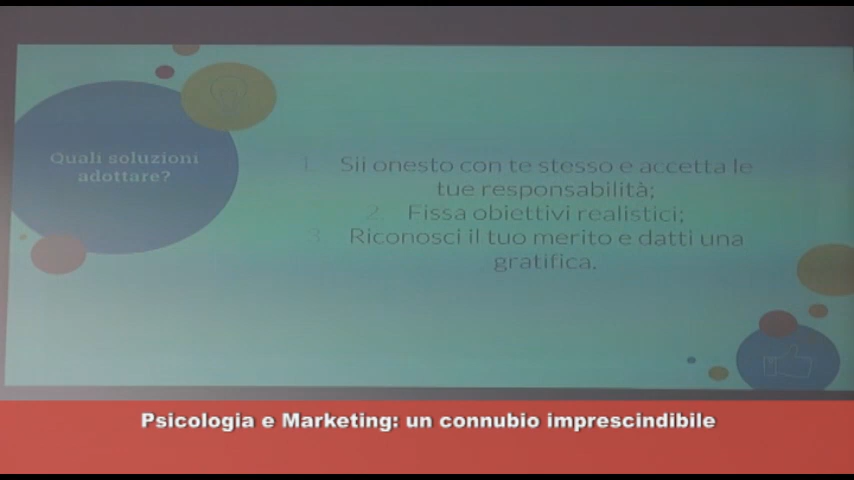 Quali soluzioni
adottare?
1. Sii onesto con te stesso e accetta le
tue responsabilità;
2. Fissa obiettivi realistici;
3. Riconosci il tuo merito e datti una
gratifica.
Psicologia e Marketing: un connubio imprescindibile